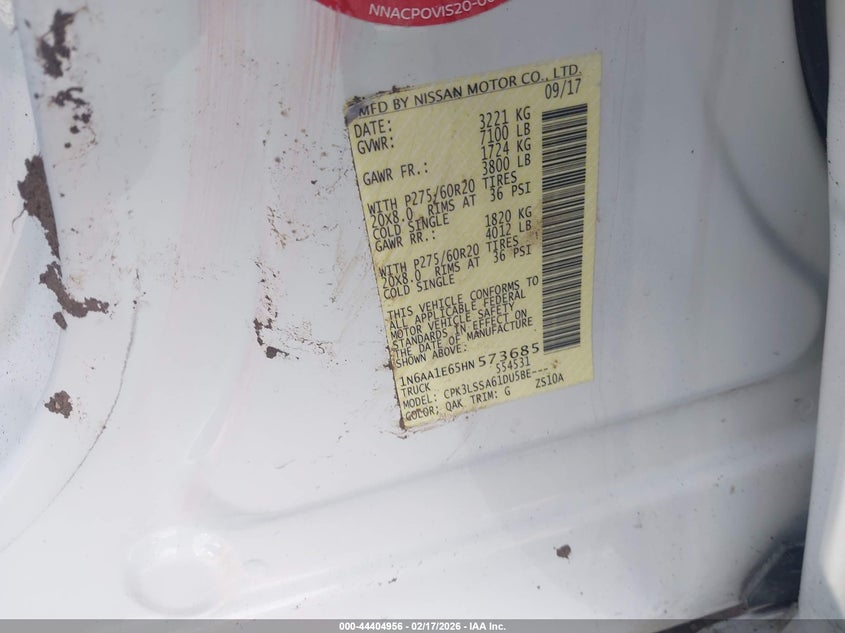 NNACPOVIS20-00
MFD BY NISSAN MOTOR CO., LTD.
DATE: 09/17
GVWR: 3221 KG
7100 LB
GAWR FR.: 1724 KG
3800 LB
WITH P275/60R20 TIRES
20X8.0 RIMS AT 36 PSI
COLD SINGLE
GAWR RR.: 1820 KG
4012 LB
WITH P275/60R20 TIRES
20X8.0 RIMS AT 36 PSI
COLD SINGLE
THIS VEHICLE CONFORMS TO
ALL APPLICABLE FEDERAL
MOTOR VEHICLE SAFETY
STANDARDS IN EFFECT ON
THE DATE OF MANUFACTURE
SHOWN ABOVE.
1N6AA1E65HN573685
TRUCK 554531
MODEL: CPK3LSSA61DU5BE---
COLOR: QAK TRIM: G ZS10A
000-44404956 - 02/17/2026 - IAA Inc.